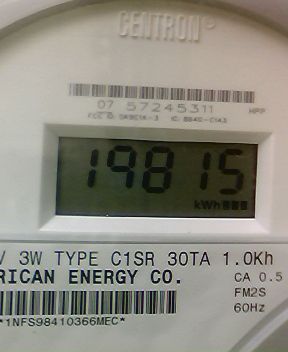 CENTRON
07 57245311 HPP
19815
kWh
V 3W TYPE C1SR 30TA 1.0Kh
RICAN ENERGY CO. CA 0.5
FM2S
60Hz
*1NFS98410366MEC*